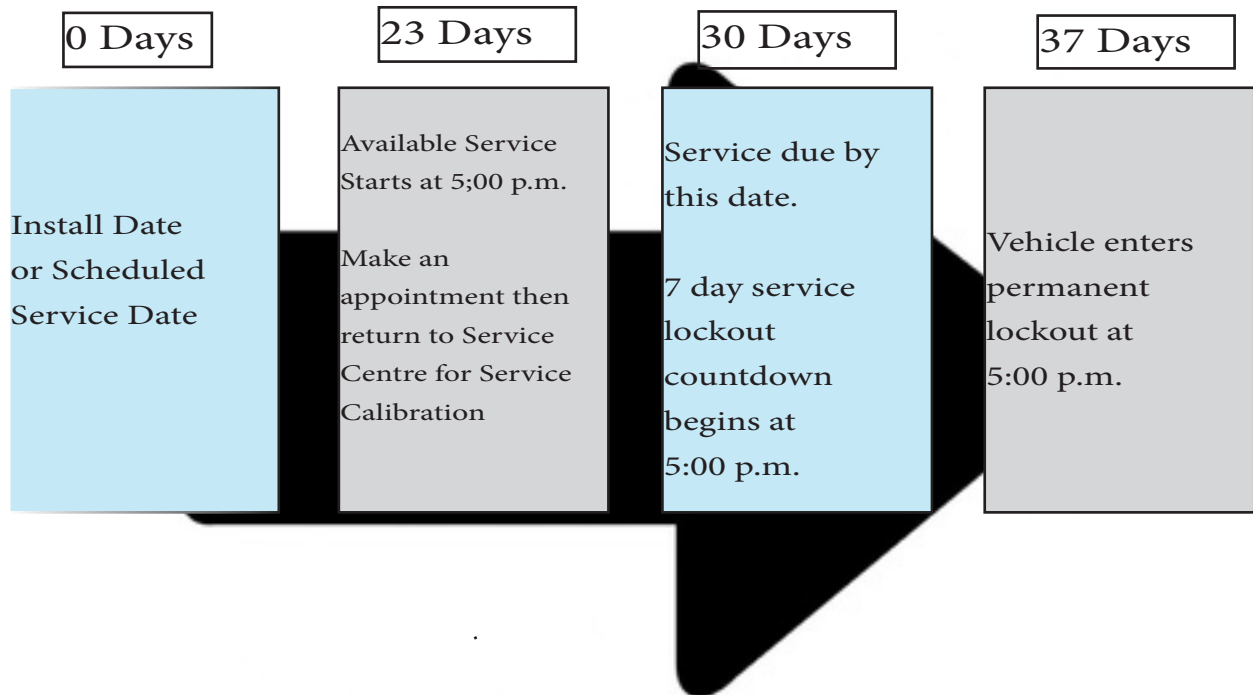 0 Days
Install Date
or Scheduled
Service Date
23 Days
Available Service
Starts at 5;00 p.m.
Make an
appointment then
return to Service
Centre for Service
Calibration
30 Days
Service due by
this date.
7 day service
lockout
countdown
begins at
5:00 p.m.
37 Days
Vehicle enters
permanent
lockout at
5:00 p.m.
.